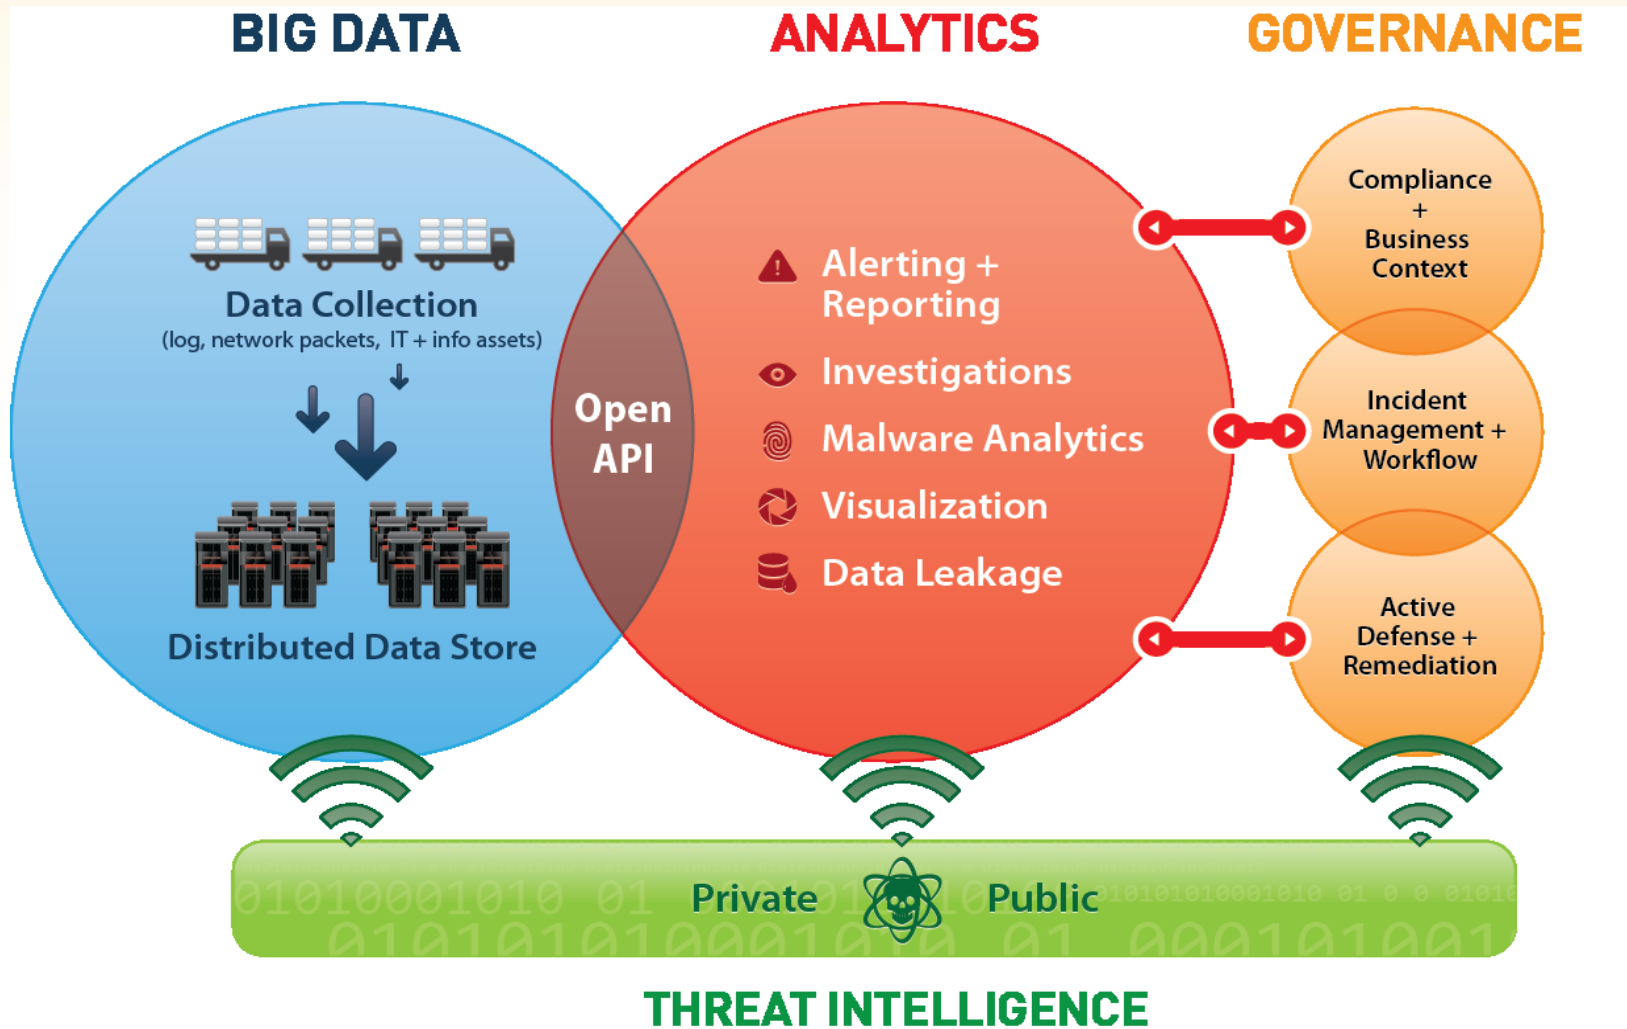 BIG DATA
ANALYTICS
GOVERNANCE
Data Collection
(log, network packets, IT + info assets)
Distributed Data Store
Open
API
Alerting +
Reporting
Investigations
Malware Analytics
Visualization
Data Leakage
Compliance
+
Business
Context
Incident
Management +
Workflow
Active
Defense +
Remediation
Private
Public
THREAT INTELLIGENCE